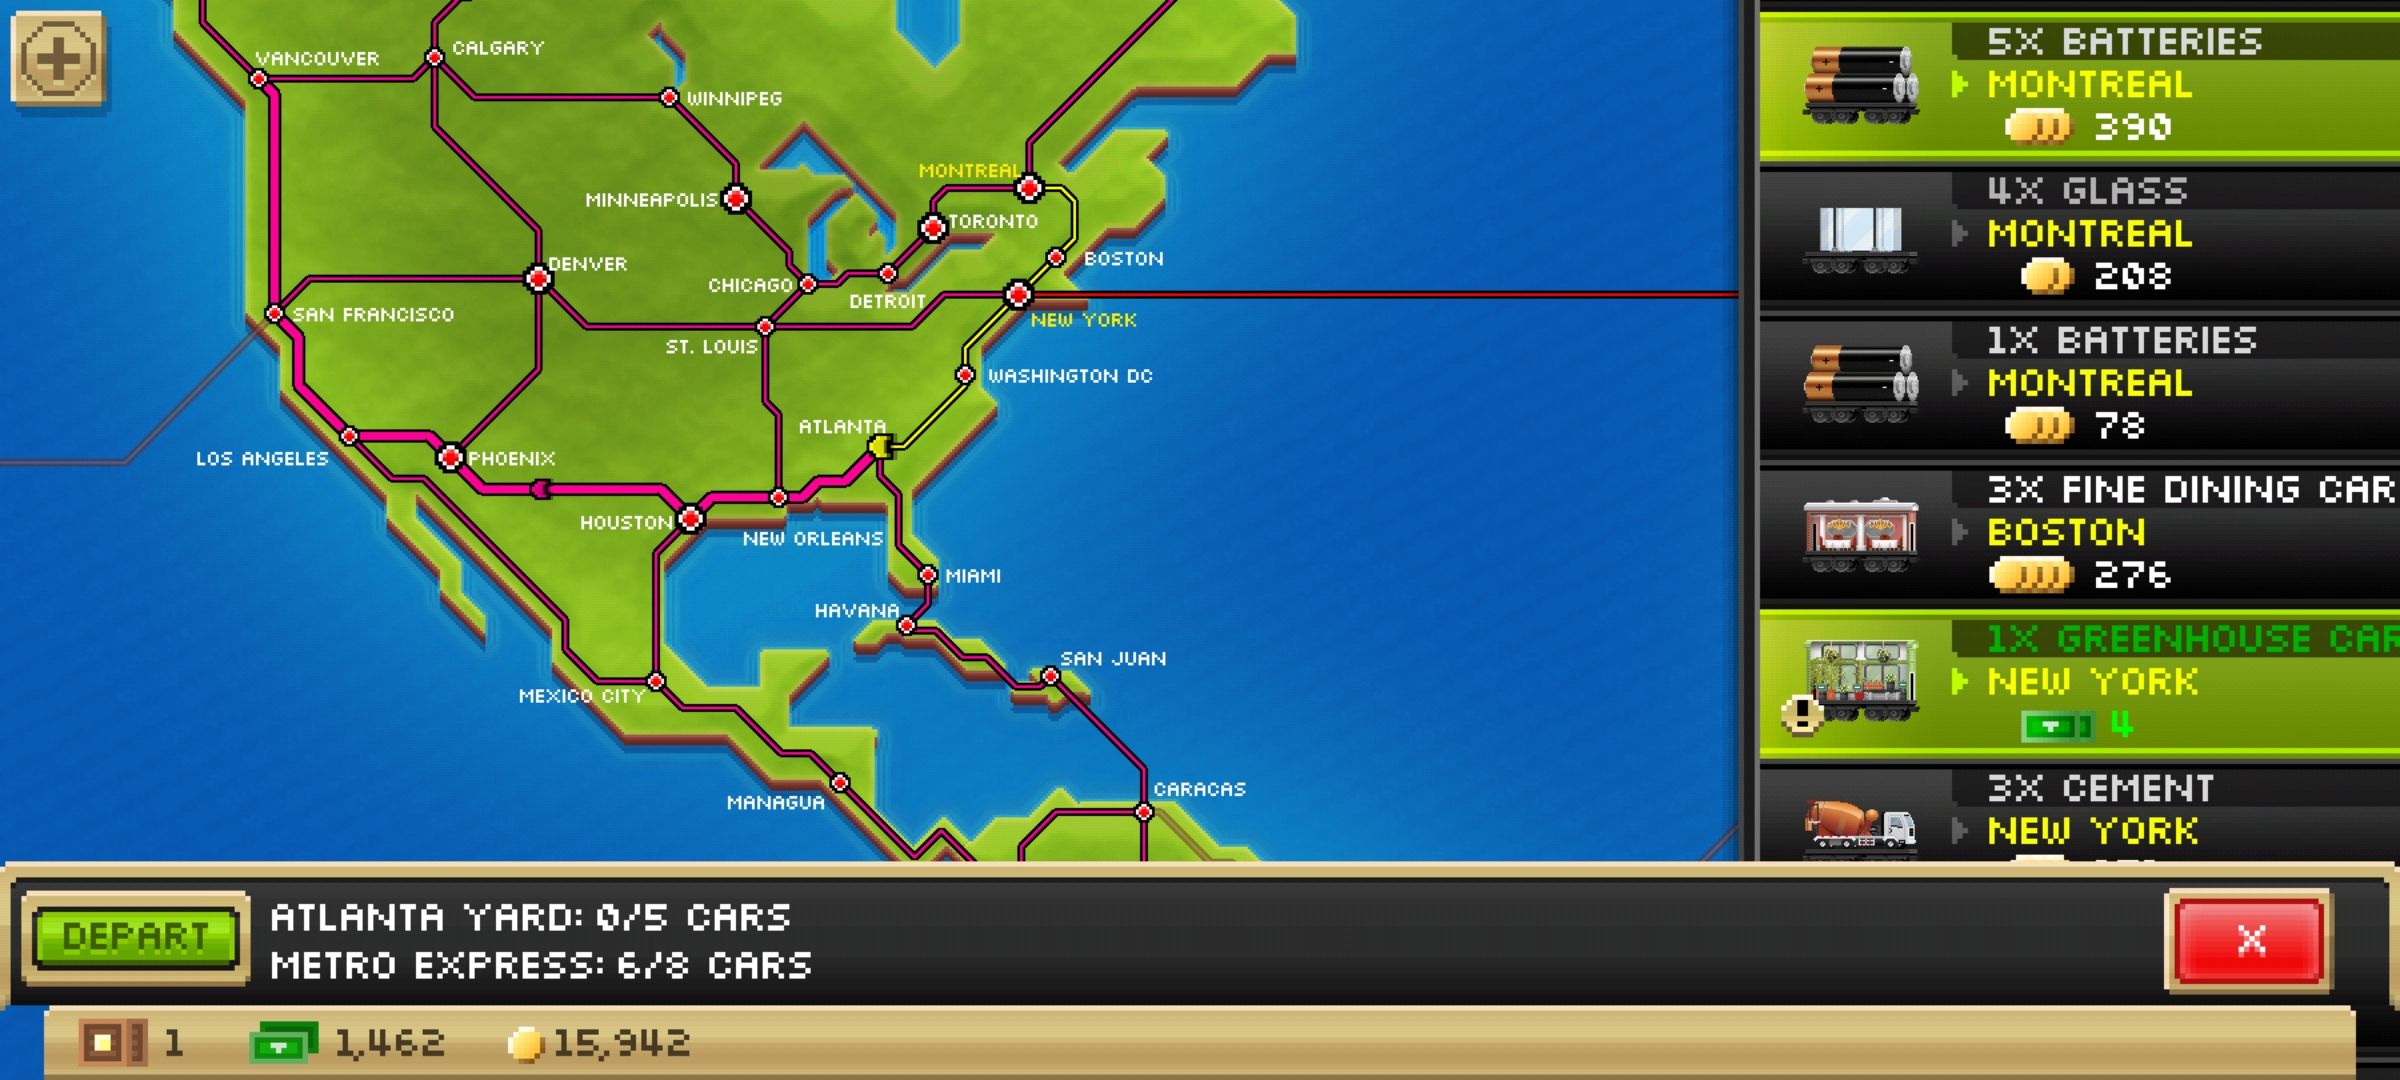 VANCOUVER
CALGARY
WINNIPEG
MINNEAPOLIS
MONTREAL
TORONTO
BOSTON
DENVER
CHICAGO
DETROIT
NEW YORK
SAN FRANCISCO
ST. LOUIS
WASHINGTON DC
LOS ANGELES
PHOENIX
ATLANTA
HOUSTON
NEW ORLEANS
MIAMI
HAVANA
SAN JUAN
MEXICO CITY
MANAGUA
CARACAS
5X BATTERIES
MONTREAL
390
4X GLASS
MONTREAL
208
1X BATTERIES
MONTREAL
78
3X FINE DINING CAR
BOSTON
276
1X GREENHOUSE CAR
NEW YORK
4
3X CEMENT
NEW YORK
DEPART
ATLANTA YARD: 0/5 CARS
METRO EXPRESS: 6/8 CARS
X
1
1,462
15,942